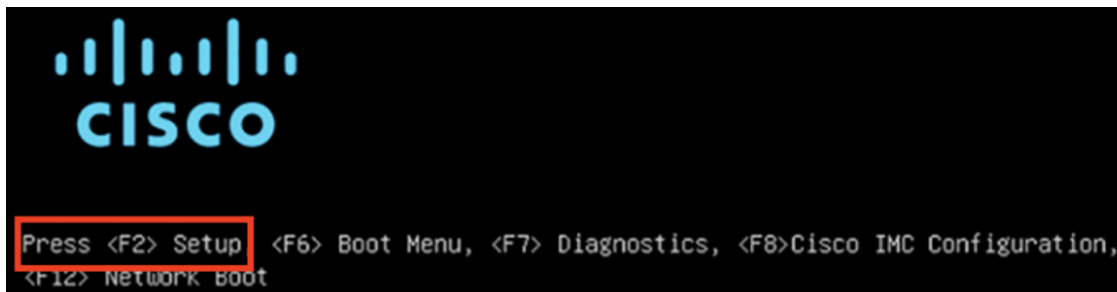 CISCO
Press <F2> Setup, <F6> Boot Menu, <F7> Diagnostics, <F8>Cisco IMC Configuration,
<F12> Network Boot